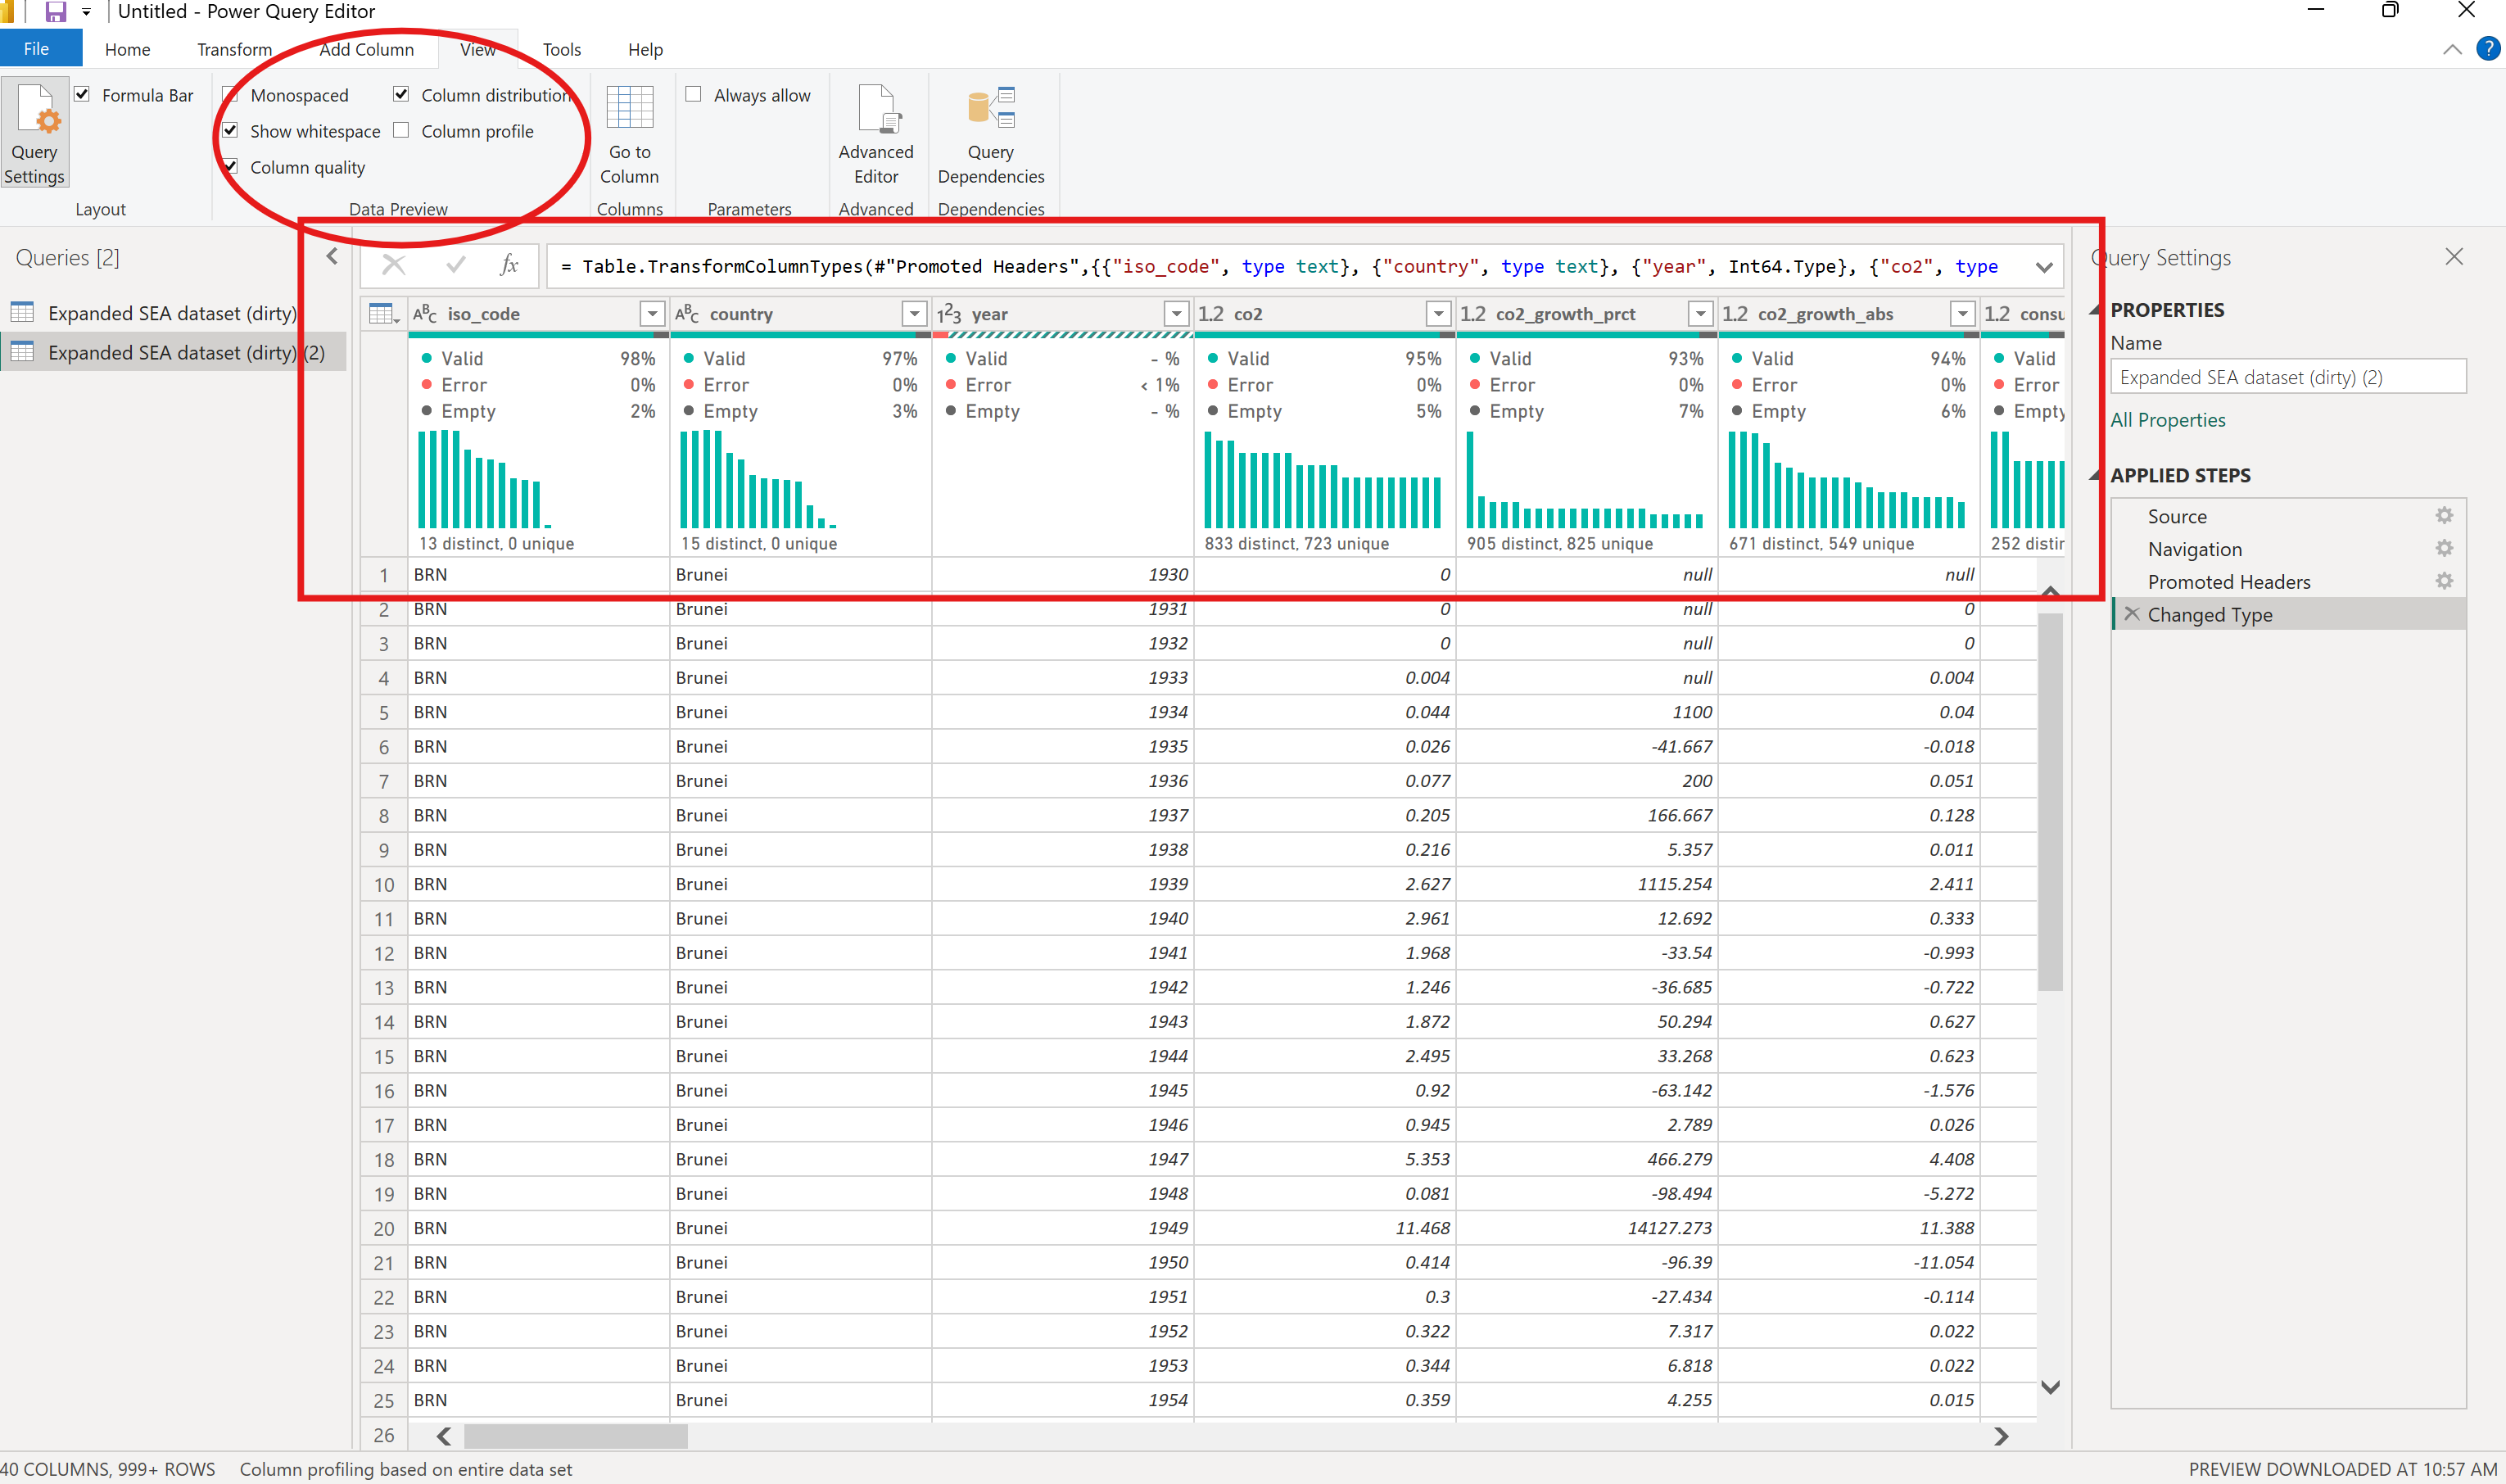 Untitled - Power Query Editor
File Home Transform Add Column View Tools Help
Query Settings
Formula Bar
Layout
Monospaced Column distribution
Show whitespace Column profile
Column quality
Data Preview
Go to Column
Columns
Always allow
Parameters
Advanced Editor
Advanced
Query Dependencies
Dependencies
Queries [2]
Expanded SEA dataset (dirty)
Expanded SEA dataset (dirty) (2)
fx = Table.TransformColumnTypes(#"Promoted Headers",{{"iso_code", type text}, {"country", type text}, {"year", Int64.Type}, {"co2", type
ABC iso_code ABC country 123 year 1.2 co2 1.2 co2_growth_prct 1.2 co2_growth_abs 1.2 consu
Valid 98% Valid 97% Valid - % Valid 95% Valid 93% Valid 94% Valid
Error 0% Error 0% Error < 1% Error 0% Error 0% Error 0% Error
Empty 2% Empty 3% Empty - % Empty 5% Empty 7% Empty 6% Empty
13 distinct, 0 unique 15 distinct, 0 unique 833 distinct, 723 unique 905 distinct, 825 unique 671 distinct, 549 unique 252 distin
1 BRN Brunei 1930 0 null null
2 BRN Brunei 1931 0 null 0
3 BRN Brunei 1932 0 null 0
4 BRN Brunei 1933 0.004 null 0.004
5 BRN Brunei 1934 0.044 1100 0.04
6 BRN Brunei 1935 0.026 -41.667 -0.018
7 BRN Brunei 1936 0.077 200 0.051
8 BRN Brunei 1937 0.205 166.667 0.128
9 BRN Brunei 1938 0.216 5.357 0.011
10 BRN Brunei 1939 2.627 1115.254 2.411
11 BRN Brunei 1940 2.961 12.692 0.333
12 BRN Brunei 1941 1.968 -33.54 -0.993
13 BRN Brunei 1942 1.246 -36.685 -0.722
14 BRN Brunei 1943 1.872 50.294 0.627
15 BRN Brunei 1944 2.495 33.268 0.623
16 BRN Brunei 1945 0.92 -63.142 -1.576
17 BRN Brunei 1946 0.945 2.789 0.026
18 BRN Brunei 1947 5.353 466.279 4.408
19 BRN Brunei 1948 0.081 -98.494 -5.272
20 BRN Brunei 1949 11.468 14127.273 11.388
21 BRN Brunei 1950 0.414 -96.39 -11.054
22 BRN Brunei 1951 0.3 -27.434 -0.114
23 BRN Brunei 1952 0.322 7.317 0.022
24 BRN Brunei 1953 0.344 6.818 0.022
25 BRN Brunei 1954 0.359 4.255 0.015
26
Query Settings
PROPERTIES
Name
Expanded SEA dataset (dirty) (2)
All Properties
APPLIED STEPS
Source
Navigation
Promoted Headers
Changed Type
40 COLUMNS, 999+ ROWS Column profiling based on entire data set PREVIEW DOWNLOADED AT 10:57 AM